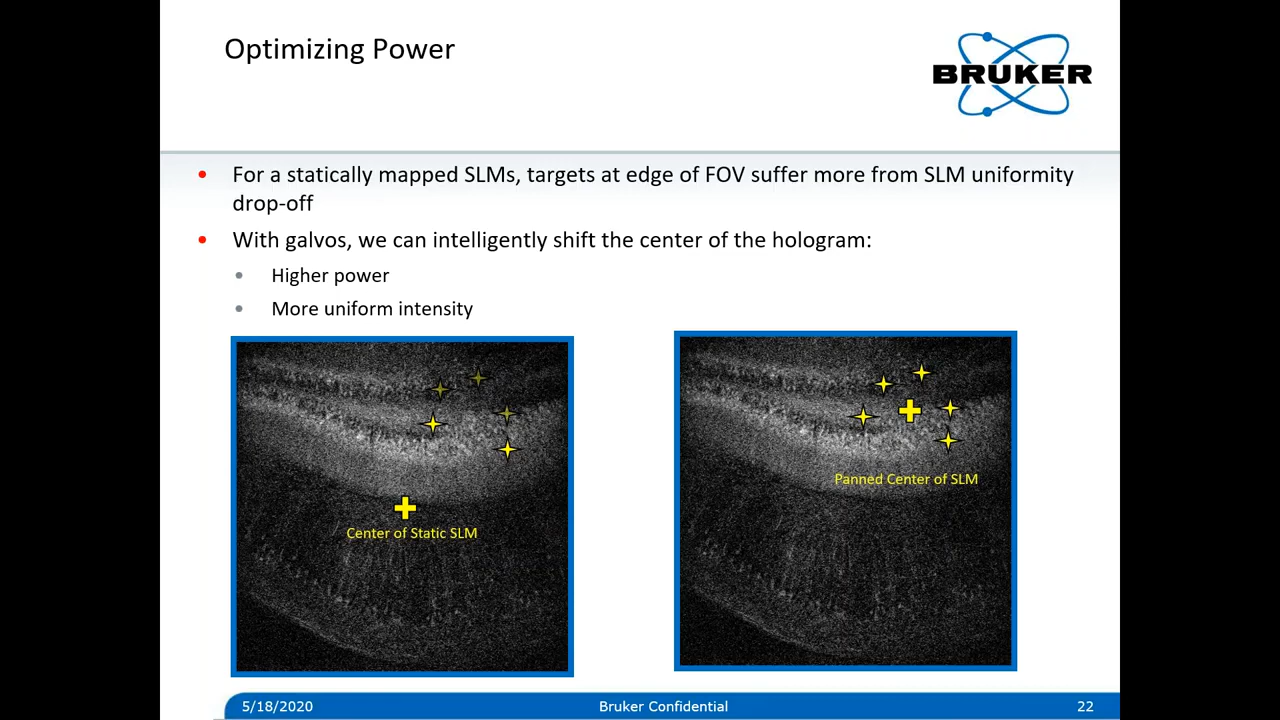 Optimizing Power
BRUKER
For a statically mapped SLMs, targets at edge of FOV suffer more from SLM uniformity
drop-off
With galvos, we can intelligently shift the center of the hologram:
Higher power
More uniform intensity
Center of Static SLM
Panned Center of SLM
5/18/2020
Bruker Confidential
22